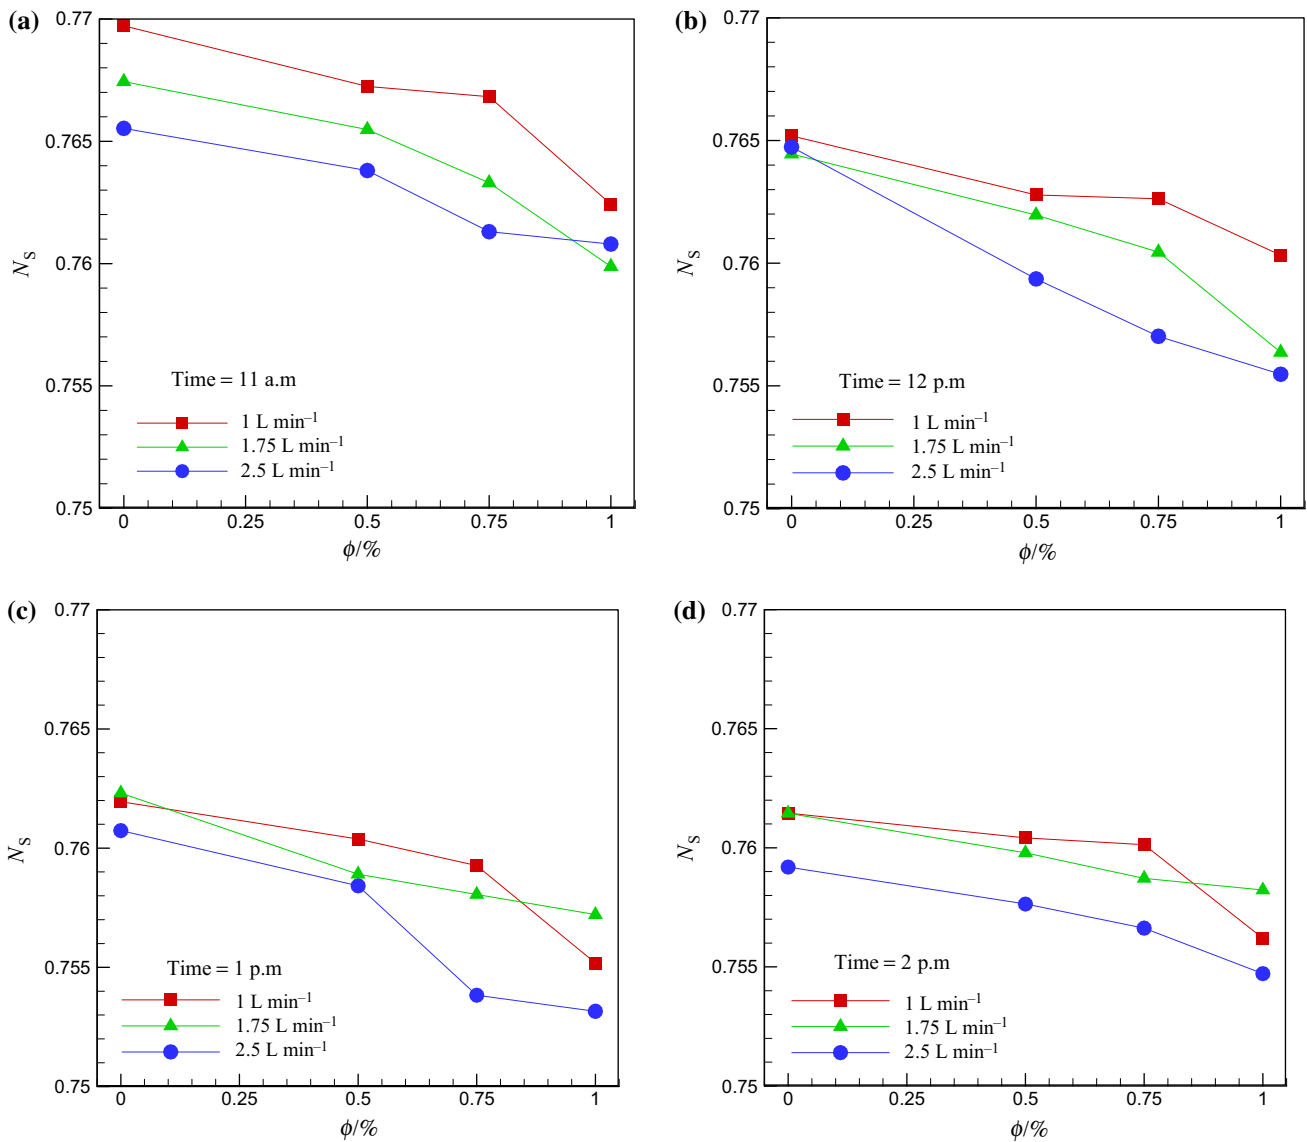 (a)
0.77
0.765
0.76
0.755
0.75
N_S
Time = 11 a.m
1 L min⁻¹
1.75 L min⁻¹
2.5 L min⁻¹
0 0.25 0.5 0.75 1
ϕ/%
(b)
0.77
0.765
0.76
0.755
0.75
N_S
Time = 12 p.m
1 L min⁻¹
1.75 L min⁻¹
2.5 L min⁻¹
0 0.25 0.5 0.75 1
ϕ/%
(c)
0.77
0.765
0.76
0.755
0.75
N_S
Time = 1 p.m
1 L min⁻¹
1.75 L min⁻¹
2.5 L min⁻¹
0 0.25 0.5 0.75 1
ϕ/%
(d)
0.77
0.765
0.76
0.755
0.75
N_S
Time = 2 p.m
1 L min⁻¹
1.75 L min⁻¹
2.5 L min⁻¹
0 0.25 0.5 0.75 1
ϕ/%